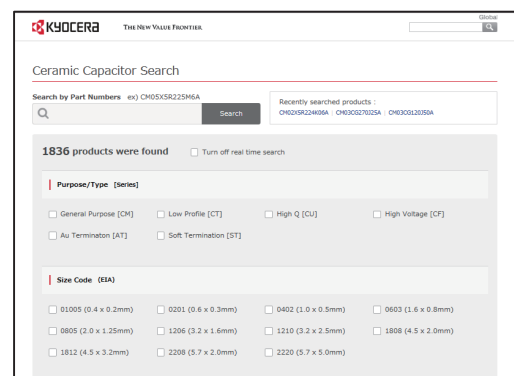 Global
KYOCERA THE NEW VALUE FRONTIER
Ceramic Capacitor Search
Search by Part Numbers ex) CM05X5R225M6A
Search
Recently searched products :
CM02X5R224K06A | CM03CG270J25A | CM03CG120J50A
1836 products were found Turn off real time search
Purpose/Type [Series]
General Purpose [CM] Low Profile [CT] High Q [CU] High Voltage [CF]
Au Terminaton [AT] Soft Termination [ST]
Size Code (EIA)
01005 (0.4 x 0.2mm) 0201 (0.6 x 0.3mm) 0402 (1.0 x 0.5mm) 0603 (1.6 x 0.8mm)
0805 (2.0 x 1.25mm) 1206 (3.2 x 1.6mm) 1210 (3.2 x 2.5mm) 1808 (4.5 x 2.0mm)
1812 (4.5 x 3.2mm) 2208 (5.7 x 2.0mm) 2220 (5.7 x 5.0mm)